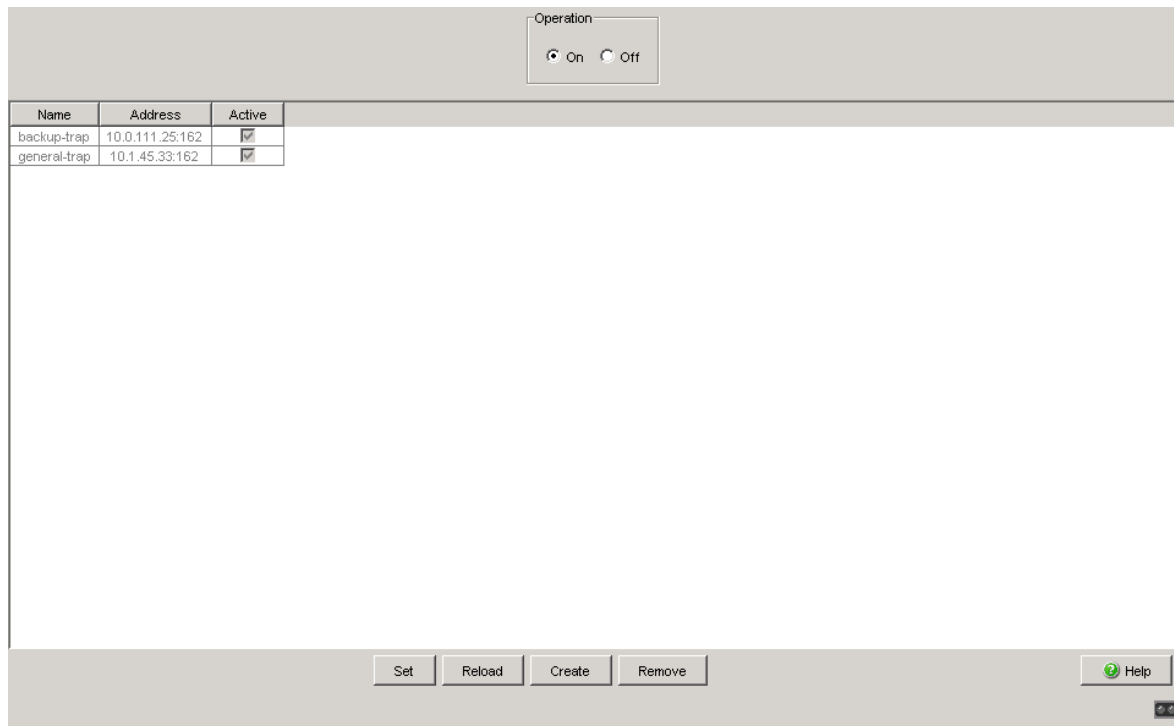 Operation
On Off
Name Address Active
backup-trap 10.0.111.25:162
general-trap 10.1.45.33:162
Set Reload Create Remove Help